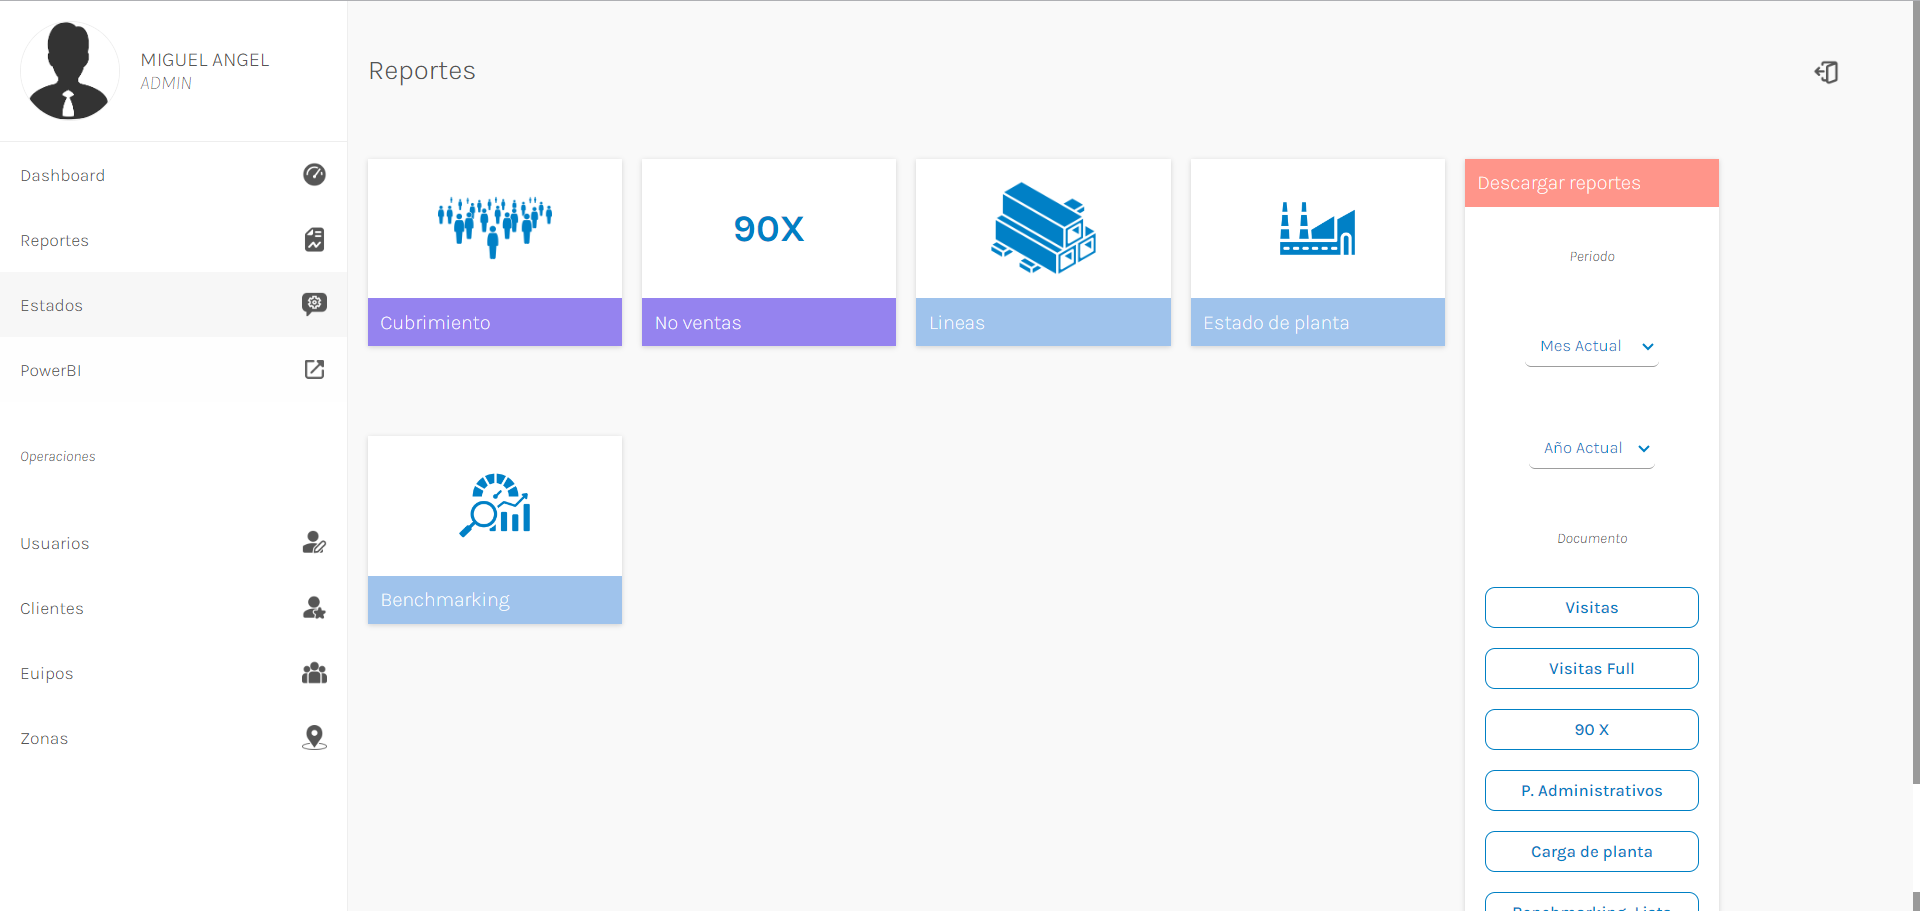 MIGUEL ANGEL
ADMIN
Dashboard
Reportes
Estados
PowerBI
Operaciones
Usuarios
Clientes
Euipos
Zonas
Reportes
Cubrimiento
90X
No ventas
Lineas
Estado de planta
Benchmarking
Descargar reportes
Periodo
Mes Actual
Año Actual
Documento
Visitas
Visitas Full
90 X
P. Administrativos
Carga de planta